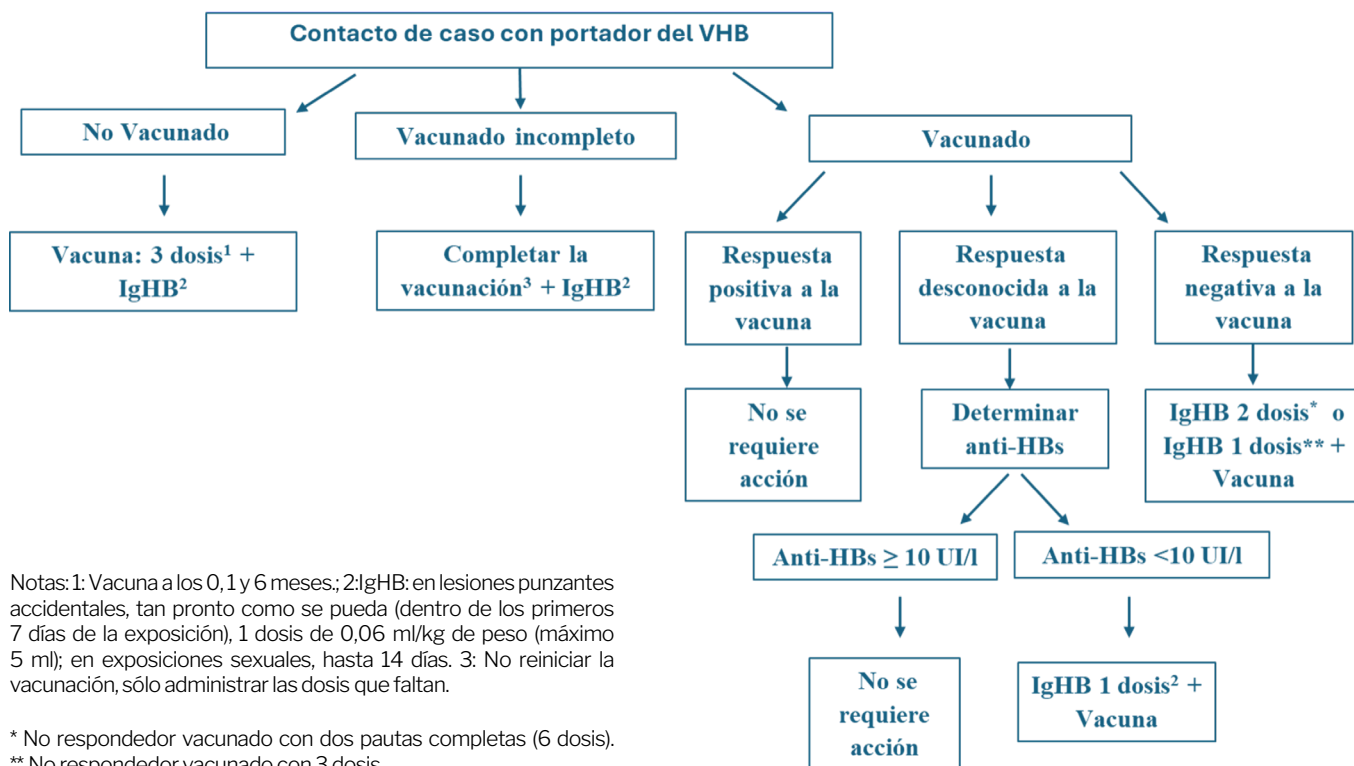 Contacto de caso con portador del VHB
No Vacunado
Vacunado incompleto
Vacunado
Vacuna: 3 dosis¹ +
IgHB²
Completar la
vacunación³ + IgHB²
Respuesta
positiva a la
vacuna
Respuesta
desconocida a la
vacuna
Respuesta
negativa a la
vacuna
No se
requiere
acción
Determinar
anti-HBs
IgHB 2 dosis* o
IgHB 1 dosis** +
Vacuna
Anti-HBs ≥ 10 UI/l
Anti-HBs <10 UI/l
No se
requiere
acción
IgHB 1 dosis² +
Vacuna
Notas: 1: Vacuna a los 0, 1 y 6 meses.; 2:IgHB: en lesiones punzantes
accidentales, tan pronto como se pueda (dentro de los primeros
7 días de la exposición), 1 dosis de 0,06 ml/kg de peso (máximo
5 ml); en exposiciones sexuales, hasta 14 días. 3: No reiniciar la
vacunación, sólo administrar las dosis que faltan.
* No respondedor vacunado con dos pautas completas (6 dosis).
** No respondedor vacunado con 3 dosis